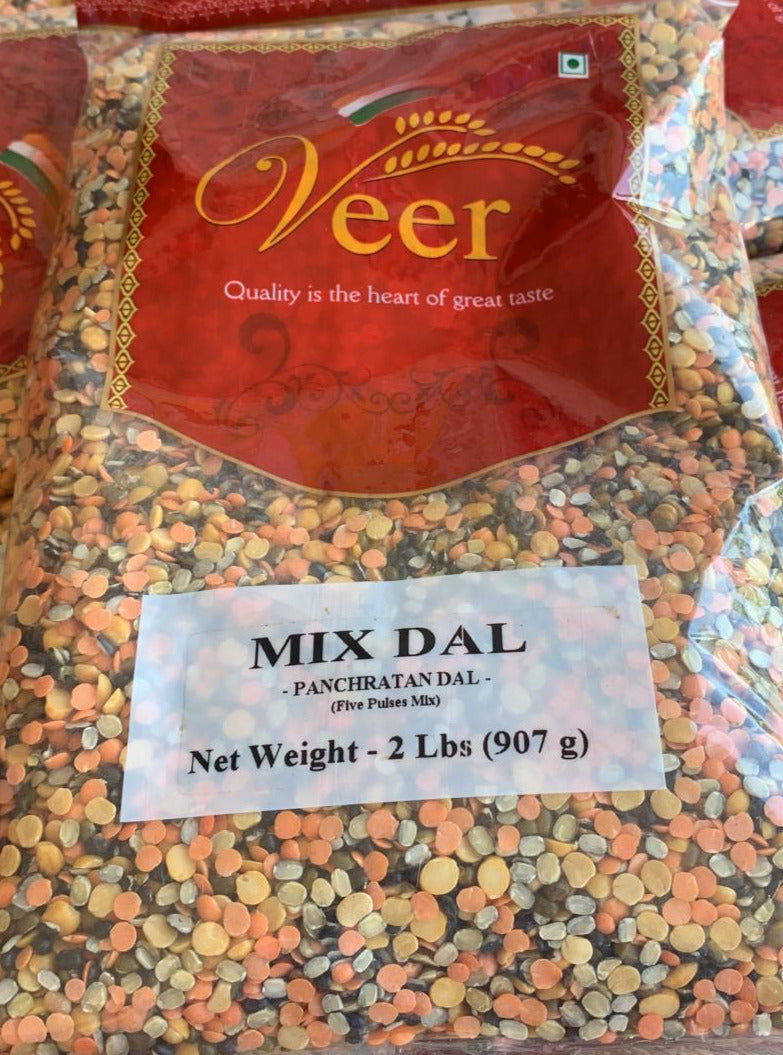 Veer
Quality is the heart of great taste
MIX DAL
- PANCHRATAN DAL -
(Five Pulses Mix)
Net Weight - 2 Lbs (907 g)